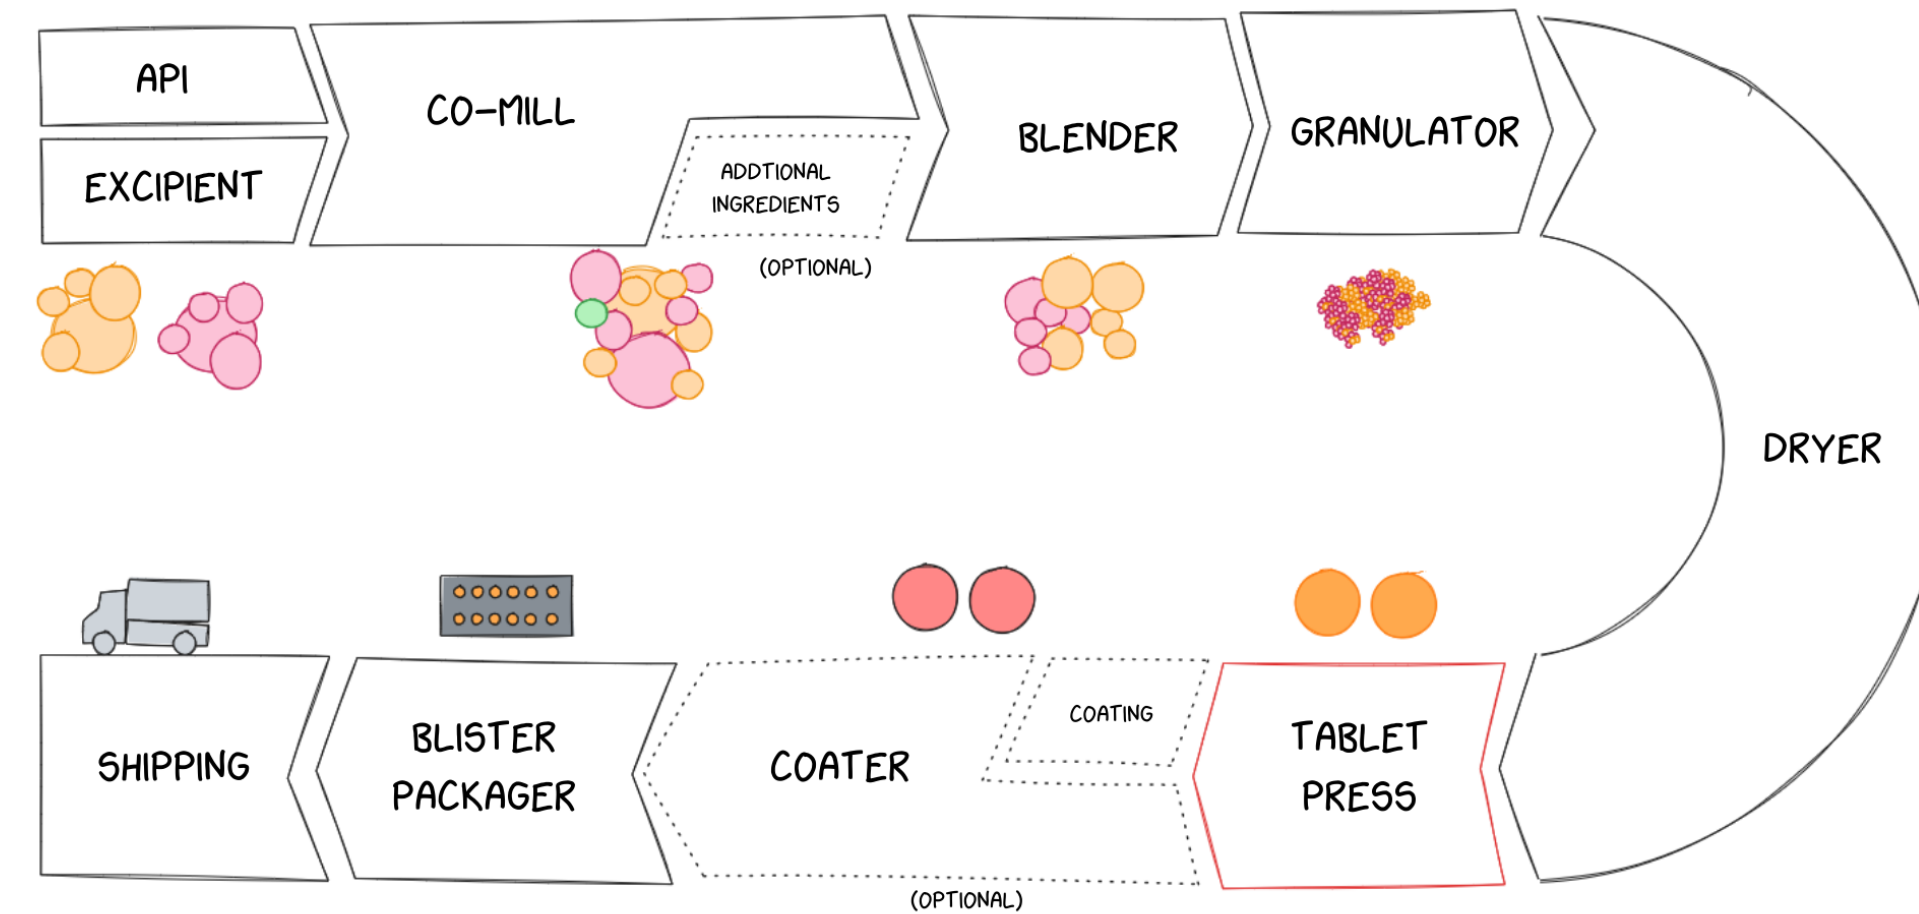 API
EXCIPIENT
CO-MILL
ADDTIONAL
INGREDIENTS
(OPTIONAL)
BLENDER
GRANULATOR
DRYER
TABLET
PRESS
COATING
COATER
(OPTIONAL)
BLISTER
PACKAGER
SHIPPING